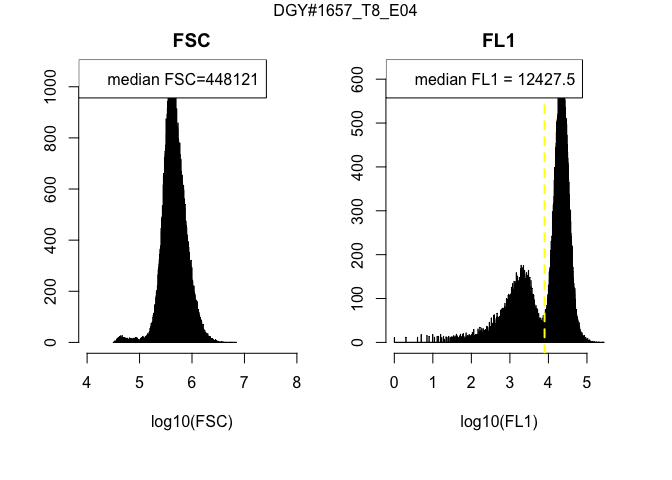 DGY#1657_T8_E04
FSC
median FSC=448121
0
200
400
600
800
1000
4 5 6 7 8
log10(FSC)
FL1
median FL1 = 12427.5
0
100
200
300
400
500
600
0 1 2 3 4 5
log10(FL1)